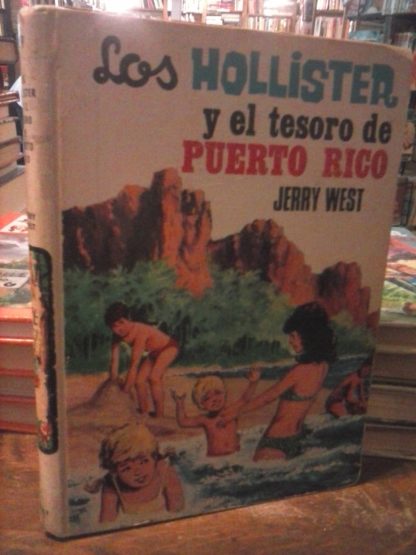 Los HOLLiSTER
y el tesoro de
PUERTO RICO
JERRY WEST